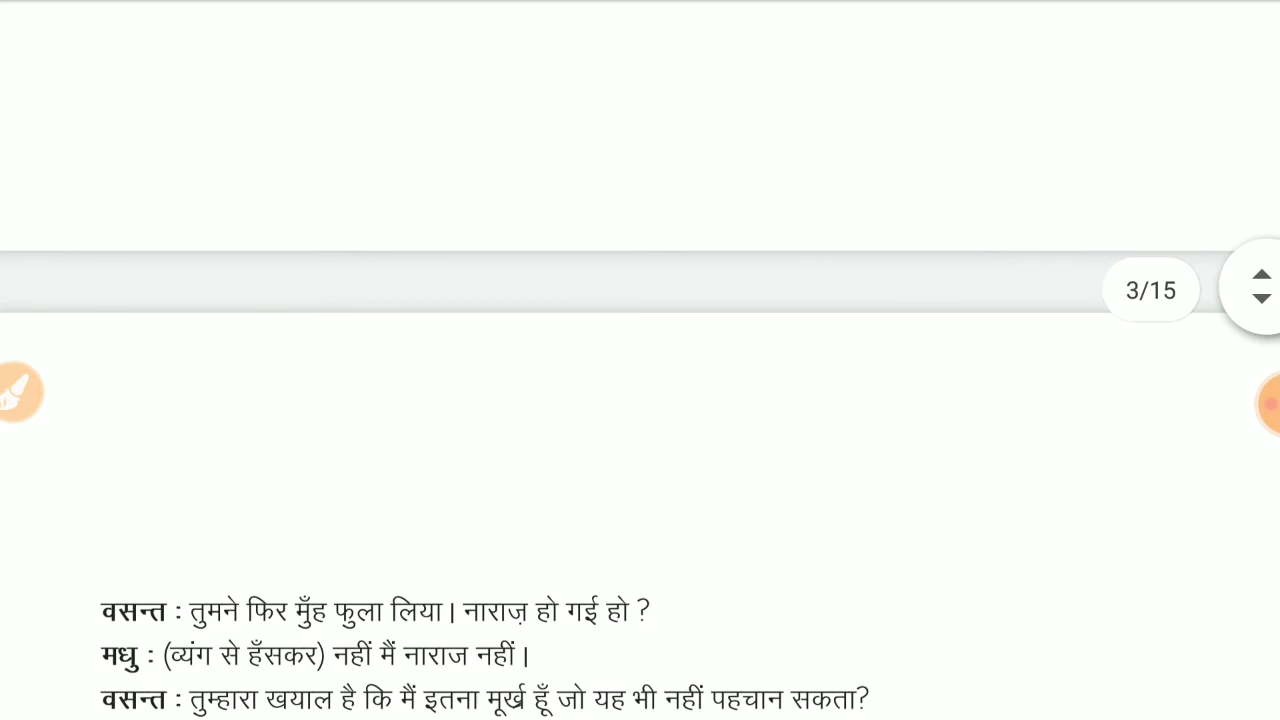 3/15
वसन्त : तुमने फिर मुँह फुला लिया। नाराज़ हो गई हो ?
मधु : (व्यंग से हँसकर) नहीं मैं नाराज नहीं।
वसन्त : तुम्हारा खयाल है कि मैं इतना मूर्ख हूँ जो यह भी नहीं पहचान सकता?